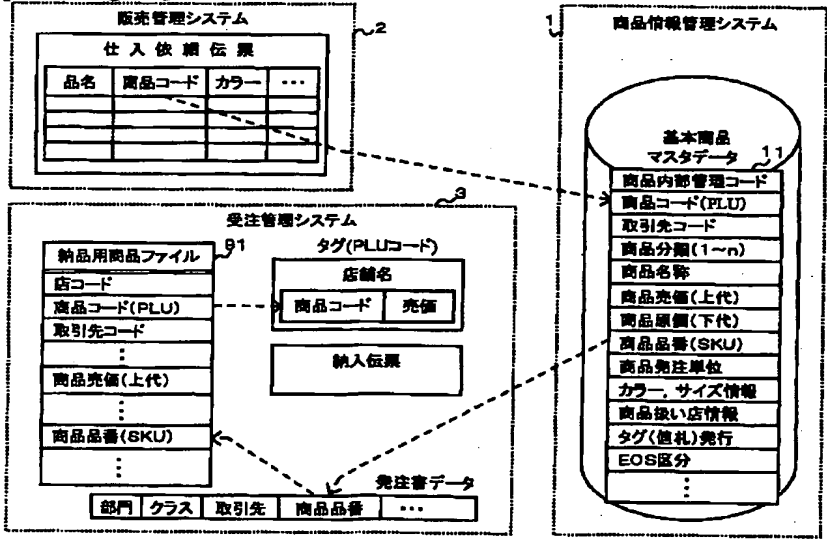 販売管理システム
2
仕入依頼伝票
品名 商品コード カラー ・・・
1
商品情報管理システム
基本商品
マスタデータ
11
商品内部管理コード
商品コード(PLU)
取引先コード
商品分類(1〜n)
商品名称
商品売価(上代)
商品原価(下代)
商品品番(SKU)
商品発注単位
カラー,サイズ情報
商品扱い店情報
タグ(値札)発行
EOS区分
⋮
3
受注管理システム
納品用商品ファイル
91
店コード
商品コード(PLU)
取引先コード
⋮
商品売価(上代)
⋮
商品品番(SKU)
⋮
タグ(PLUコード)
店舗名
商品コード 売価
納入伝票
発注書データ
部門 クラス 取引先 商品品番 ・・・